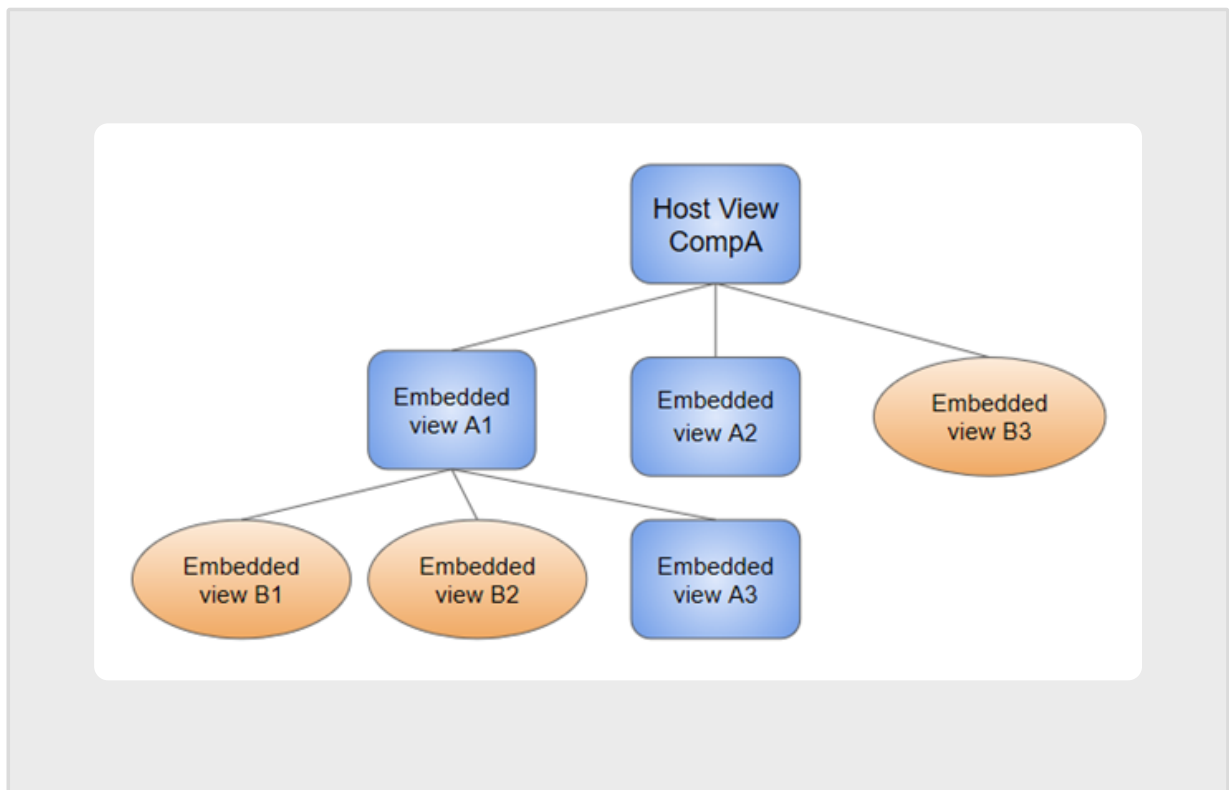 Host View
CompA
Embedded
view A1
Embedded
view A2
Embedded
view B3
Embedded
view B1
Embedded
view B2
Embedded
view A3